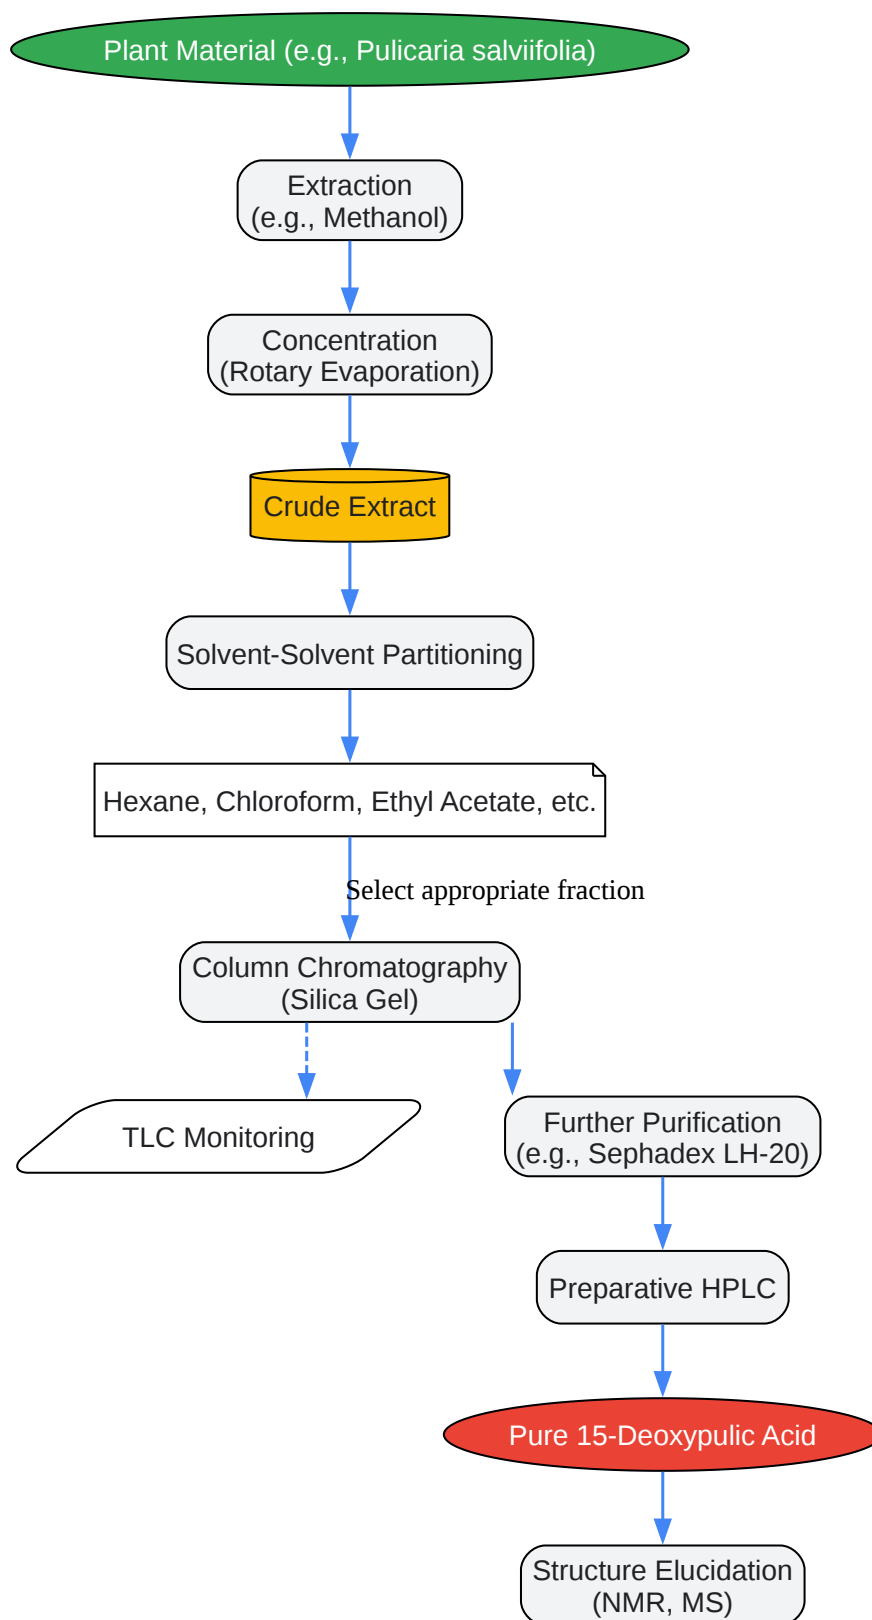 Plant Material (e.g., Pulicaria salviifolia)
Extraction
(e.g., Methanol)
Concentration
(Rotary Evaporation)
Crude Extract
Solvent-Solvent Partitioning
Hexane, Chloroform, Ethyl Acetate, etc.
Select appropriate fraction
Column Chromatography
(Silica Gel)
TLC Monitoring
Further Purification
(e.g., Sephadex LH-20)
Preparative HPLC
Pure 15-Deoxypulic Acid
Structure Elucidation
(NMR, MS)